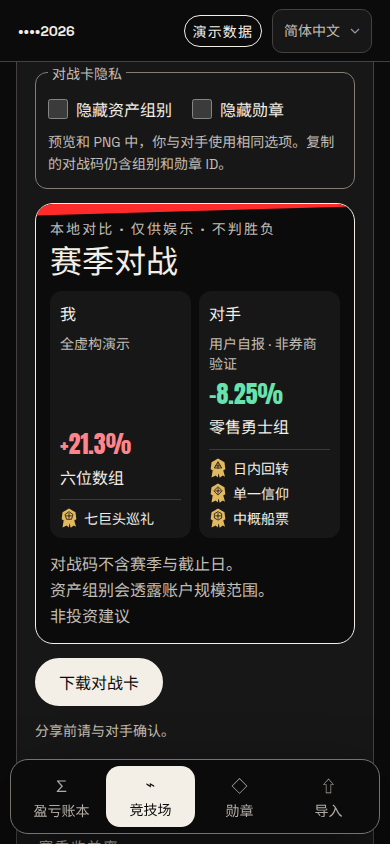 ••••2026
演示数据
简体中文
对战卡隐私
隐藏资产组别
隐藏勋章
预览和 PNG 中，你与对手使用相同选项。复制
的对战码仍含组别和勋章 ID。
本地对比 · 仅供娱乐 · 不判胜负
赛季对战
我
全虚构演示
+21.3%
六位数组
七巨头巡礼
对手
用户自报 · 非券商
验证
-8.25%
零售勇士组
日内回转
单一信仰
中概船票
对战码不含赛季与截止日。
资产组别会透露账户规模范围。
非投资建议
下载对战卡
分享前请与对手确认。
盈亏账本
竞技场
勋章
导入